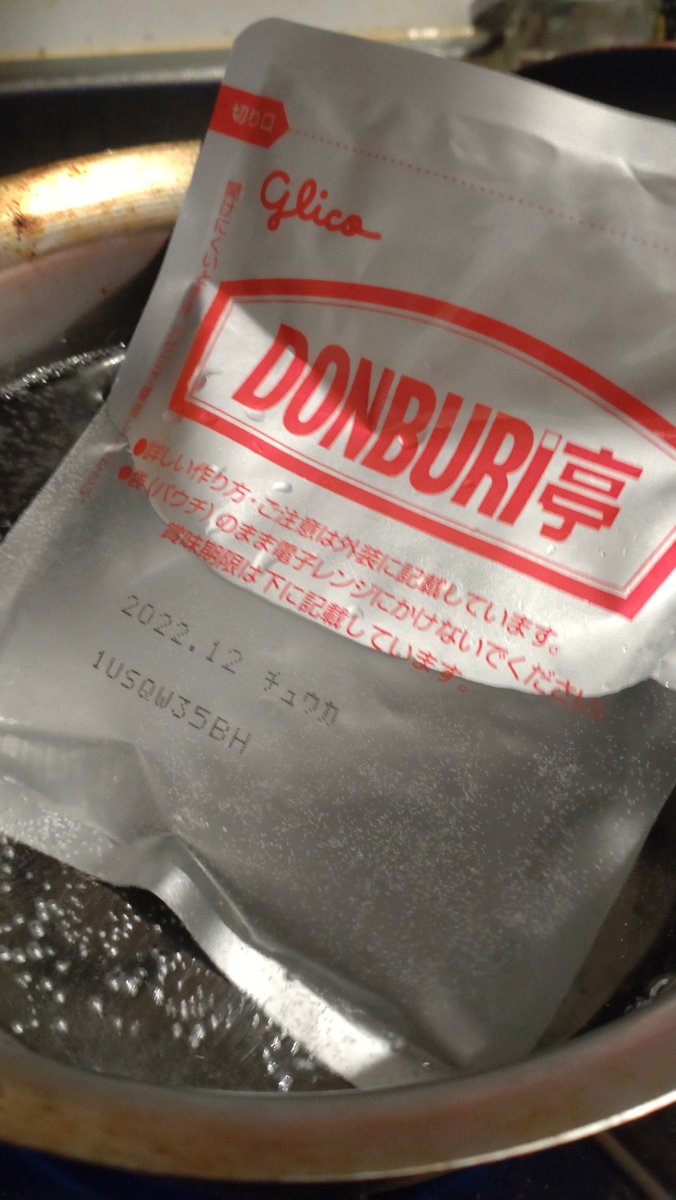 切り口
glico
DONBURI亭
●詳しい作り方・ご注意は外装に記載しています。
●袋(パウチ)のまま電子レンジにかけないでください。
賞味期限は下に記載しています。
2022.12 チュウカ
1USQW35BH